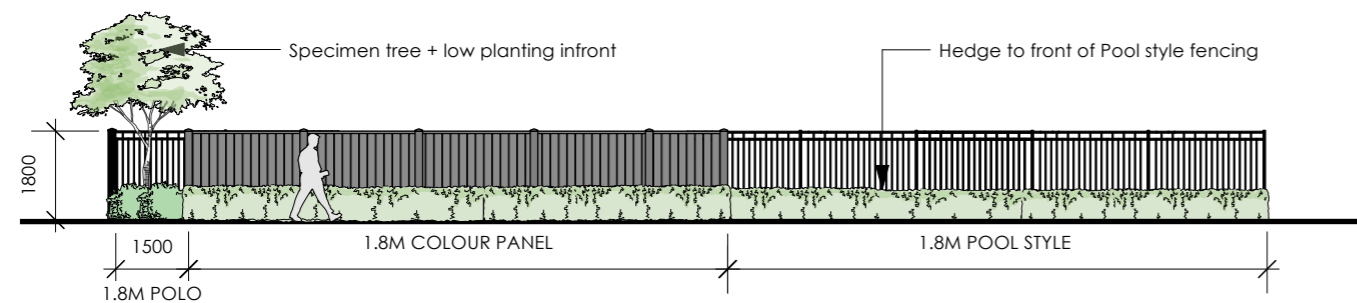 Specimen tree + low planting infront
Hedge to front of Pool style fencing
1800
1500
1.8M COLOUR PANEL
1.8M POOL STYLE
1.8M POLO